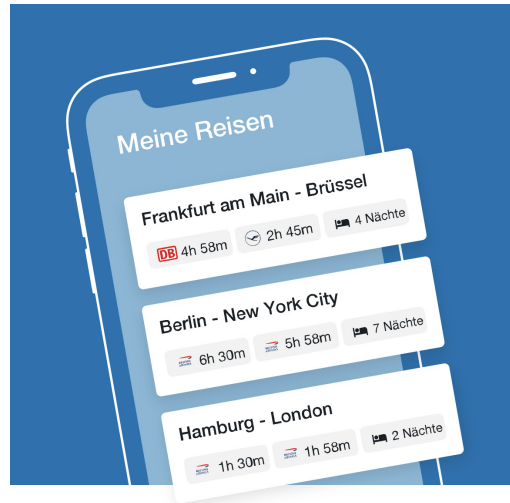 Meine Reisen
Frankfurt am Main - Brüssel
DB 4h 58m 2h 45m 4 Nächte
Berlin - New York City
6h 30m 5h 58m 7 Nächte
Hamburg - London
1h 30m 1h 58m 2 Nächte